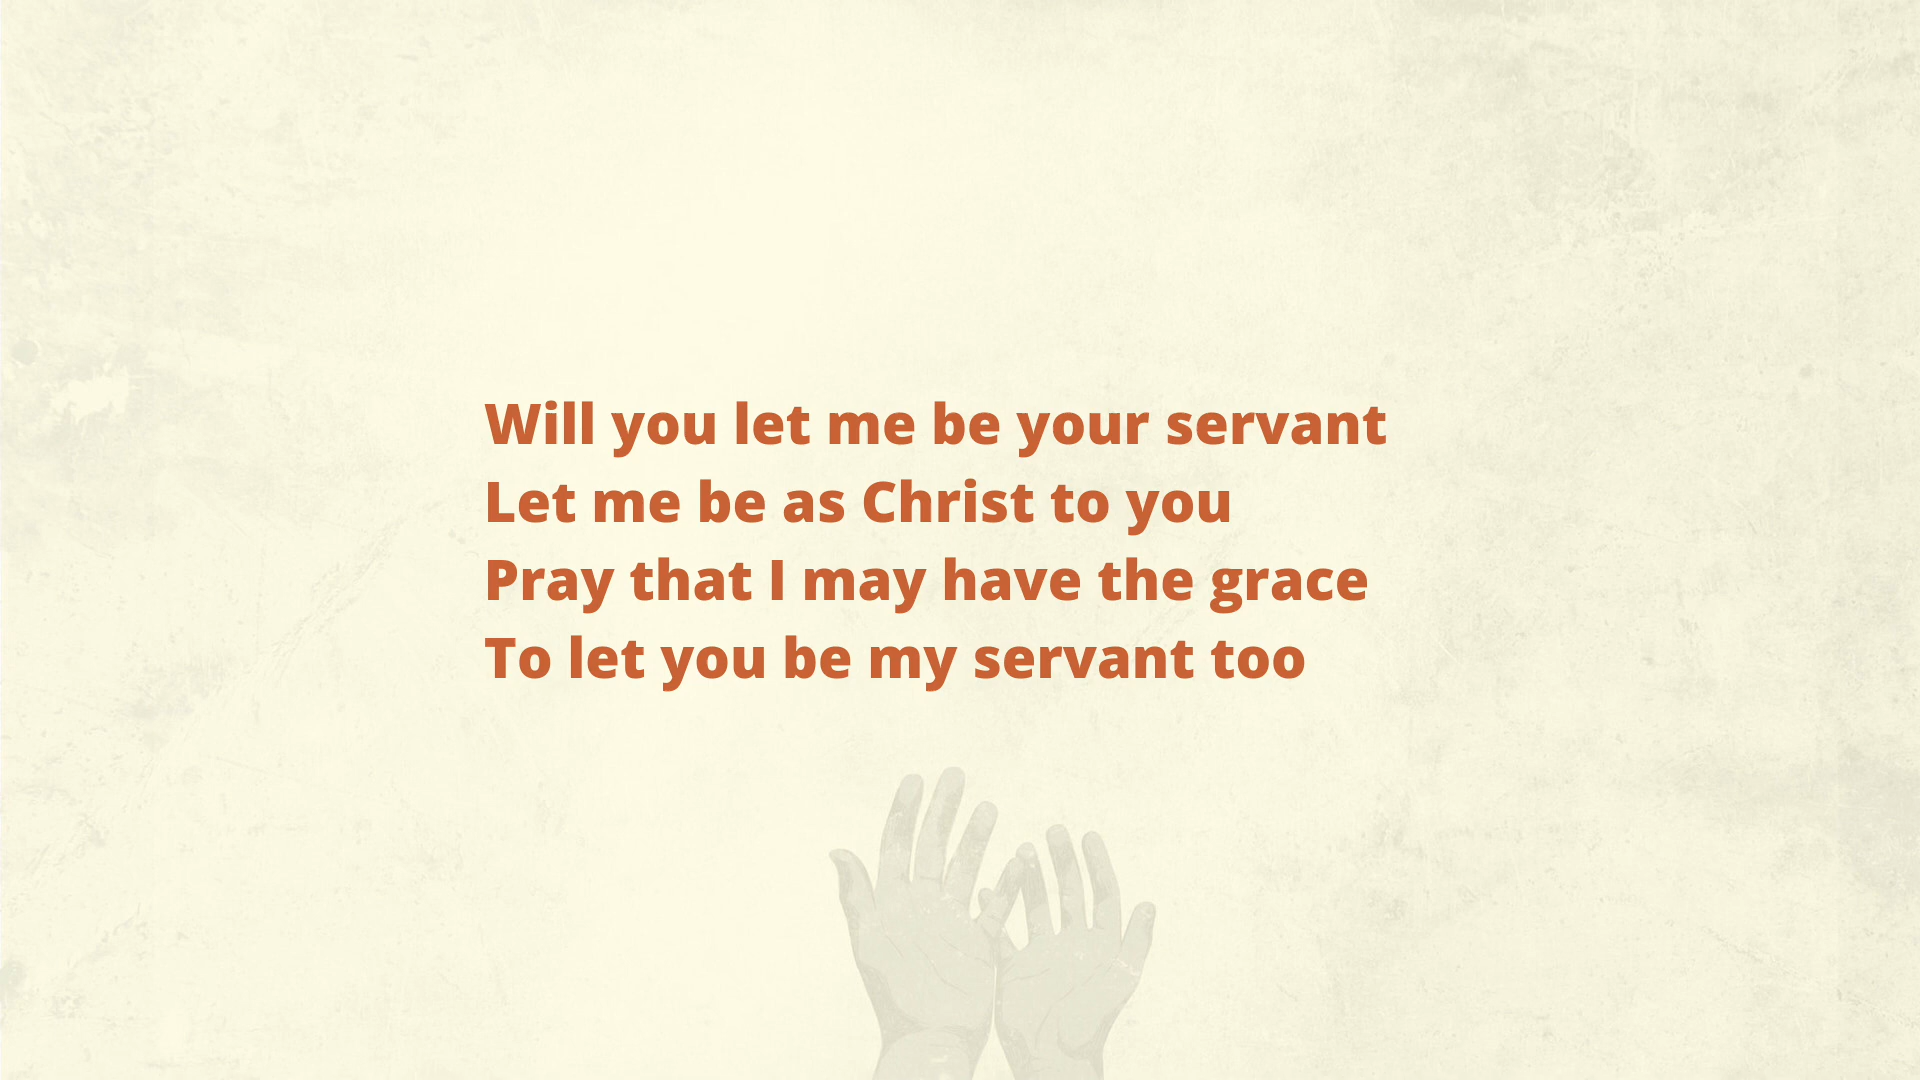 Will you let me be your servant
Let me be as Christ to you
Pray that I may have the grace
To let you be my servant too